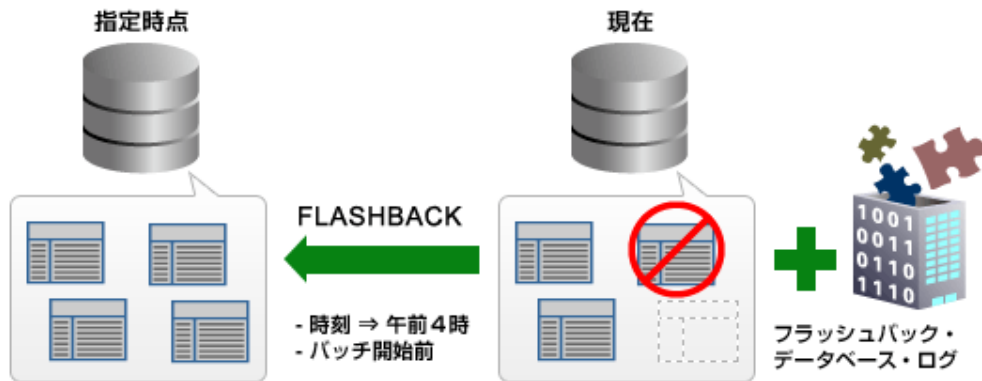 指定時点
現在
FLASHBACK
- 時刻 ⇒ 午前４時
- バッチ開始前
1001
0011
0110
1110
フラッシュバック・
データベース・ログ